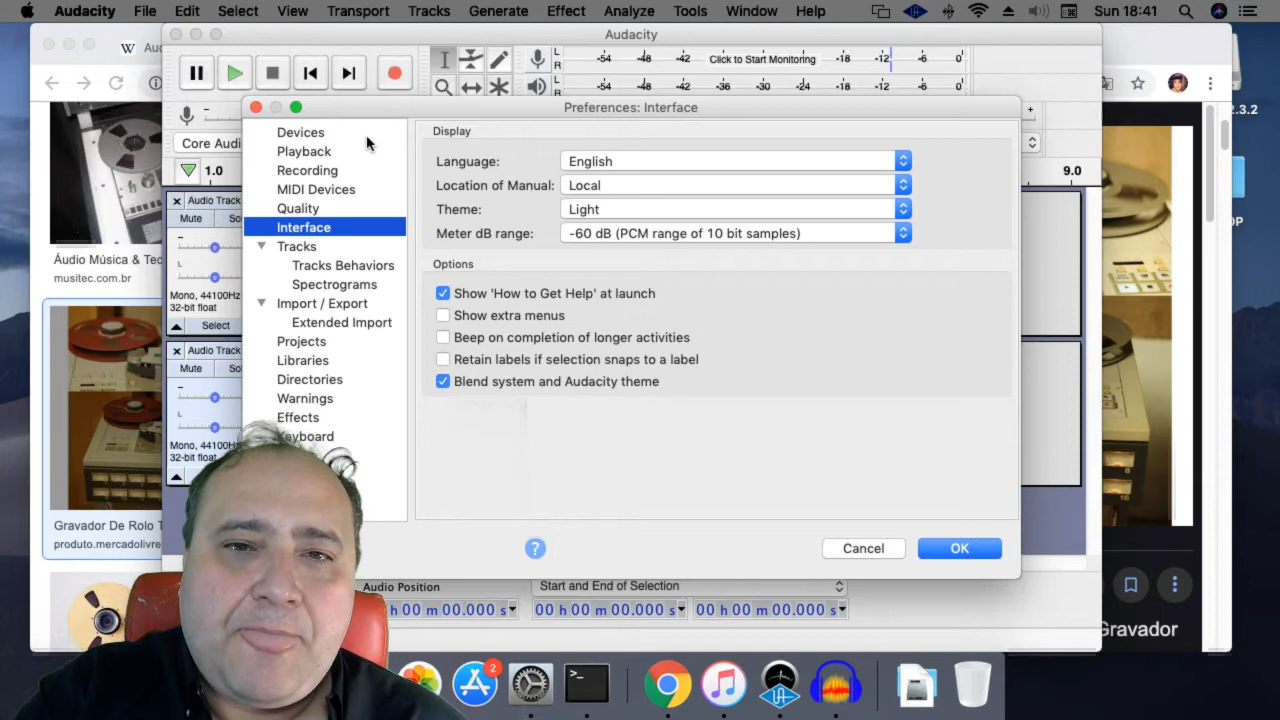 Audacity File Edit Select View Transport Tracks Generate Effect Analyze Tools Window Help Sun 18:41
Audacity
W Au
-54 -48 -42 Click to Start Monitoring -18 -12 -6 0
L
R
-54 -48 -42 -36 -30 -24 -18 -12 -6 0
L
R
2.3.2
Preferences: Interface
Core Audi
1.0
9.0
Audio Track
Mute So
L
Mono, 44100Hz
32-bit float
Select
Audio Track
Mute So
L
Mono, 44100Hz
32-bit float
Áudio Música & Tec
musitec.com.br
Gravador De Rolo T
produto.mercadolivre
Devices
Playback
Recording
MIDI Devices
Quality
Interface
Tracks
Tracks Behaviors
Spectrograms
Import / Export
Extended Import
Projects
Libraries
Directories
Warnings
Effects
Keyboard
Display
Language: English
Location of Manual: Local
Theme: Light
Meter dB range: -60 dB (PCM range of 10 bit samples)
Options
Show 'How to Get Help' at launch
Show extra menus
Beep on completion of longer activities
Retain labels if selection snaps to a label
Blend system and Audacity theme
? Cancel OK
Audio Position Start and End of Selection
h 00 m 00.000 s 00 h 00 m 00.000 s 00 h 00 m 00.000 s
Gravador
2
>_